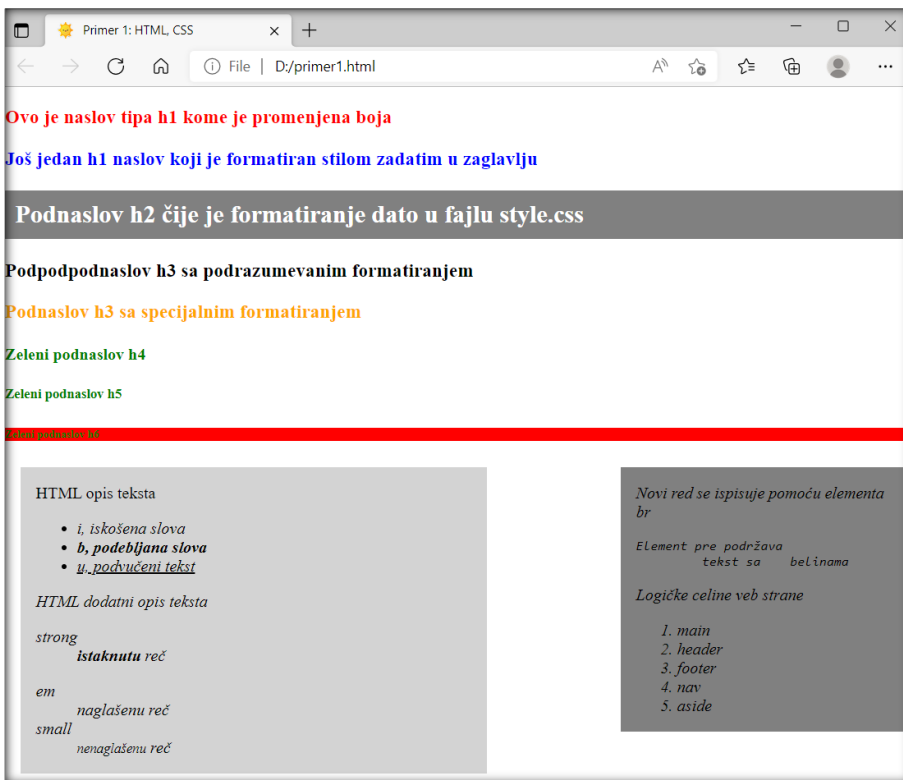 Primer 1: HTML, CSS
File | D:/primer1.html
Ovo je naslov tipa h1 kome je promenjena boja
Još jedan h1 naslov koji je formatiran stilom zadatim u zaglavlju
Podnaslov h2 čije je formatiranje dato u fajlu style.css
Podpodpodnaslov h3 sa podrazumevanim formatiranjem
Podnaslov h3 sa specijalnim formatiranjem
Zeleni podnaslov h4
Zeleni podnaslov h5
Zeleni podnaslov h6
HTML opis teksta
• i, iskošena slova
• b, podebljana slova
• u, podvučeni tekst
HTML dodatni opis teksta
strong
istaknutu reč
em
naglašenu reč
small
nenaglašenu reč
Novi red se ispisuje pomoću elementa
br
Element pre podržava
tekst sa belinama
Logičke celine veb strane
1. main
2. header
3. footer
4. nav
5. aside